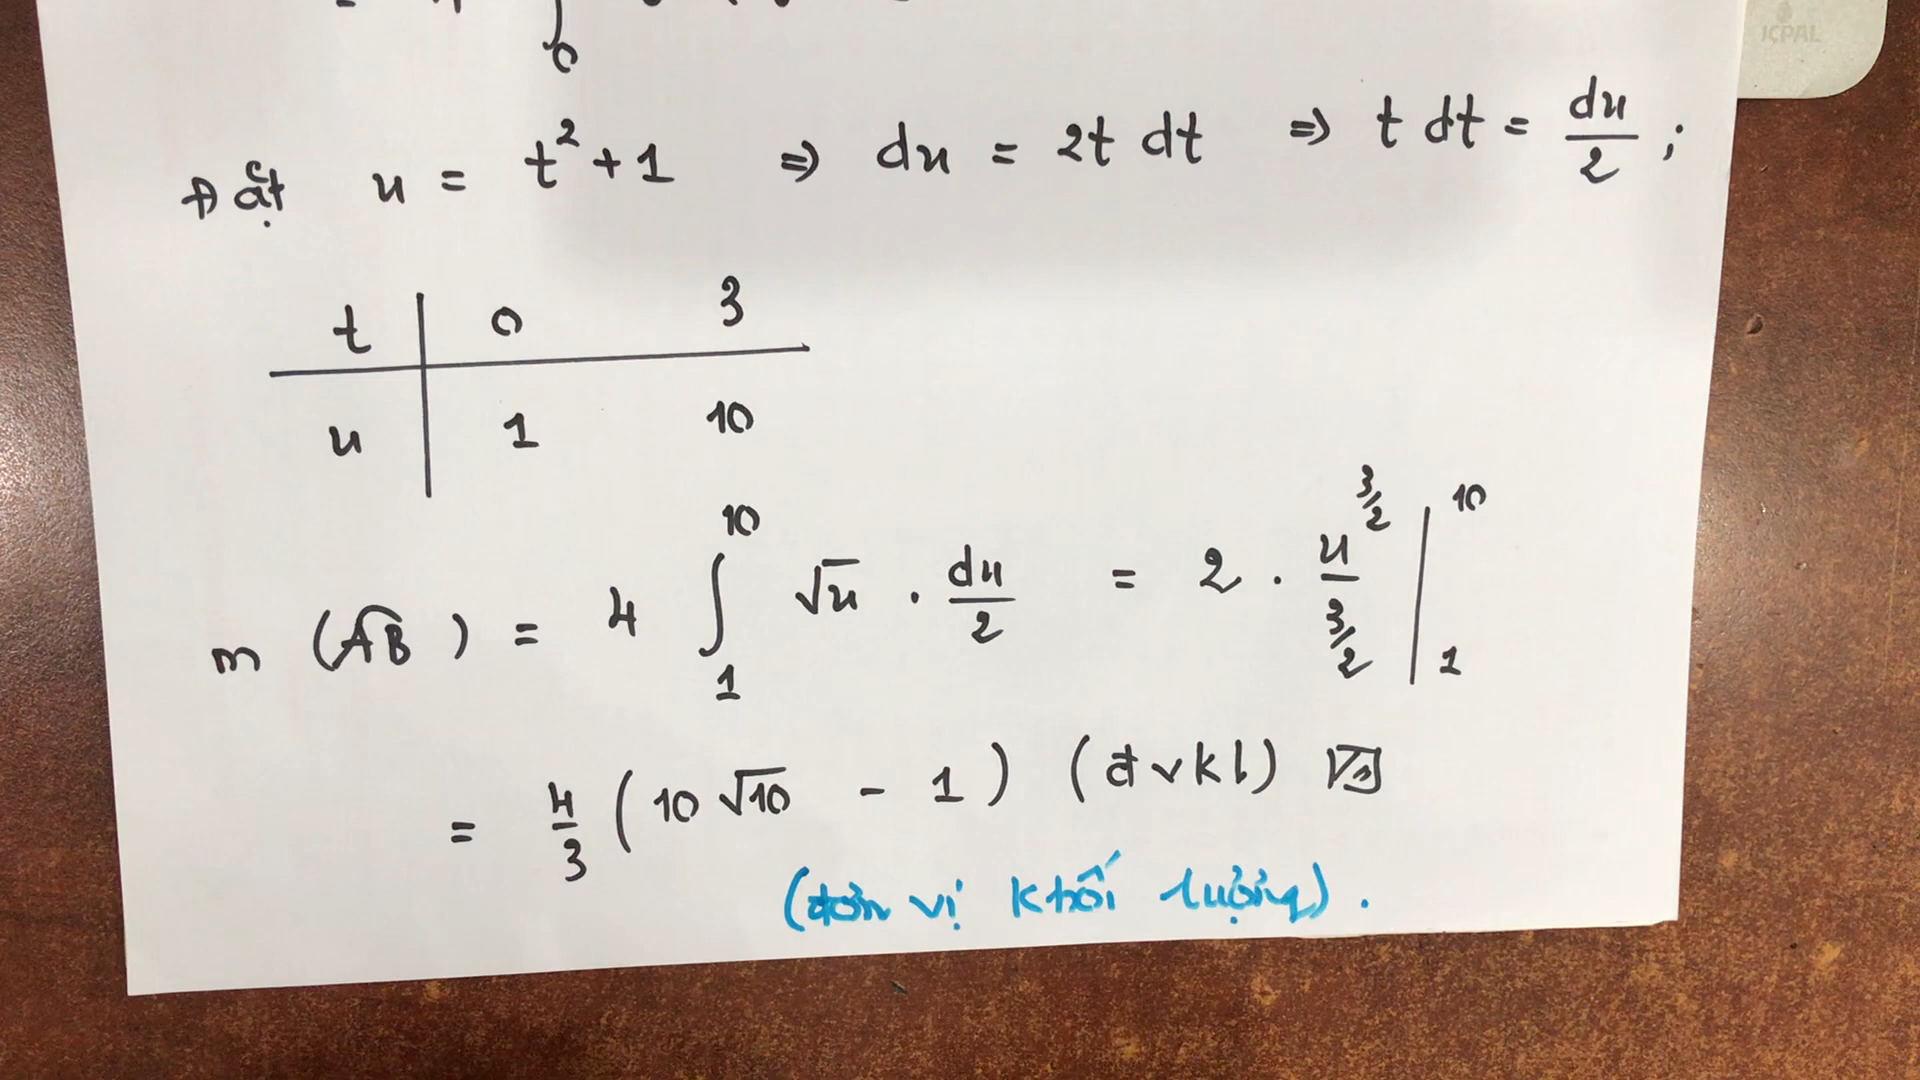 JCPAL
Đặt u = t² + 1 ⇒ du = 2t dt ⇒ t dt = du/2 ;
t | 0 3
u | 1 10
m (AB) = 4 ∫₁¹⁰ √u . du/2 = 2 . u^(3/2) / (3/2) |₁¹⁰
= 4/3 (10√10 - 1) (đvkl)
(đơn vị khối lượng).